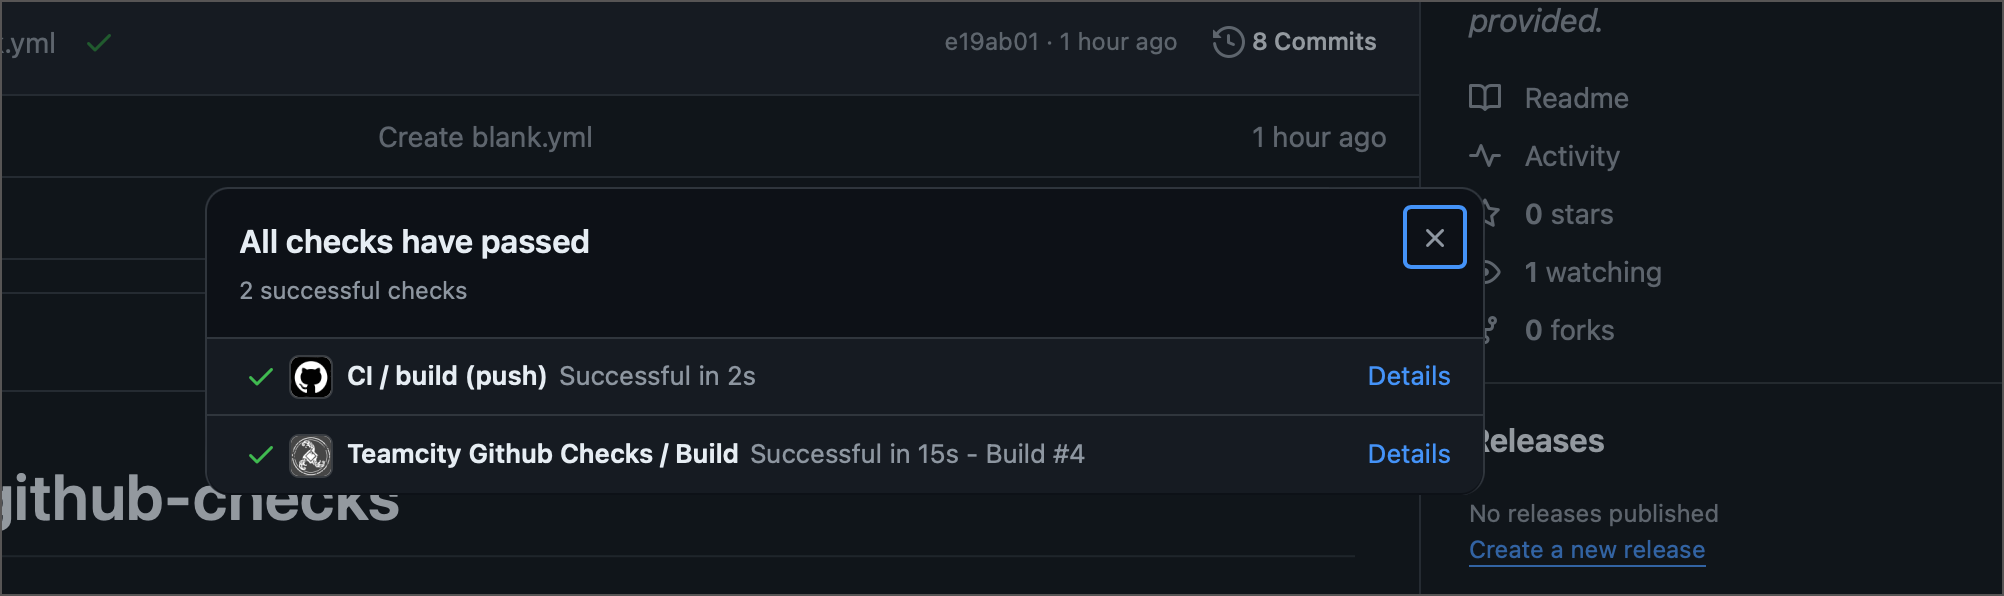 .yml e19ab01 · 1 hour ago 8 Commits
Create blank.yml 1 hour ago
All checks have passed
2 successful checks
CI / build (push) Successful in 2s Details
Teamcity Github Checks / Build Successful in 15s - Build #4 Details
github-checks
provided.
Readme
Activity
0 stars
1 watching
0 forks
Releases
No releases published
Create a new release